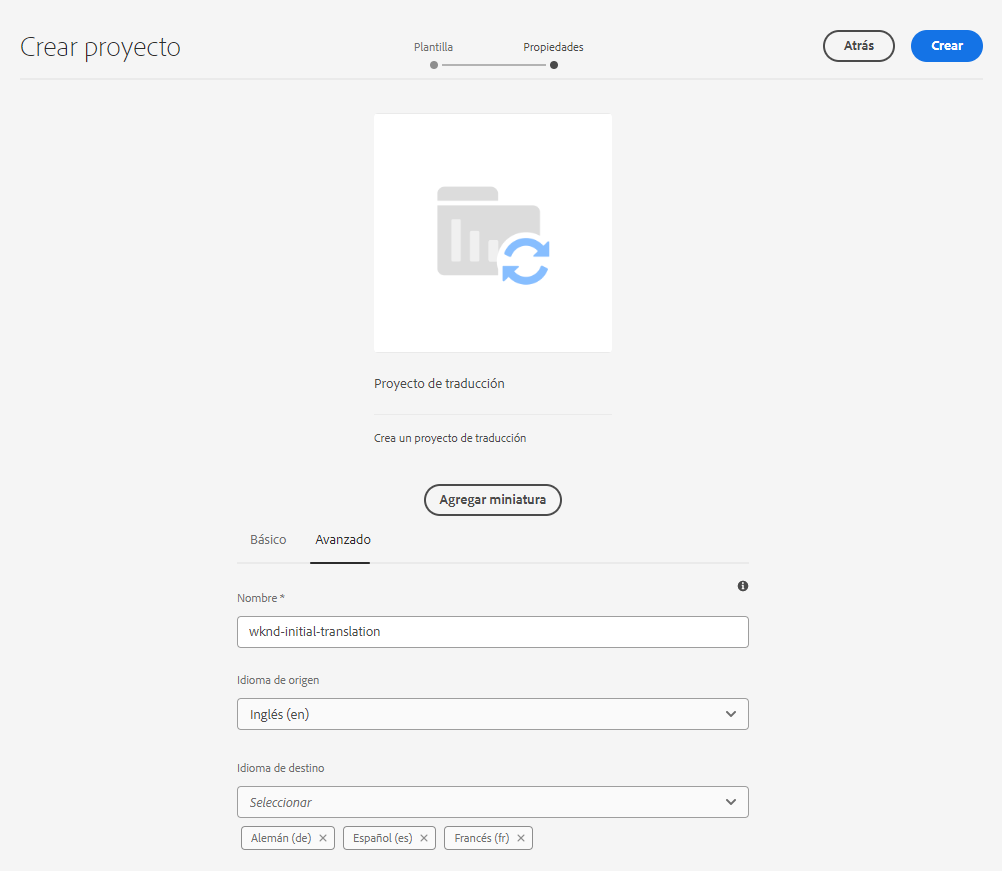 Crear proyecto
Plantilla
Propiedades
Atrás
Crear
Proyecto de traducción
Crea un proyecto de traducción
Agregar miniatura
Básico
Avanzado
Nombre *
wknd-initial-translation
Idioma de origen
Inglés (en)
Idioma de destino
Seleccionar
Alemán (de)
Español (es)
Francés (fr)